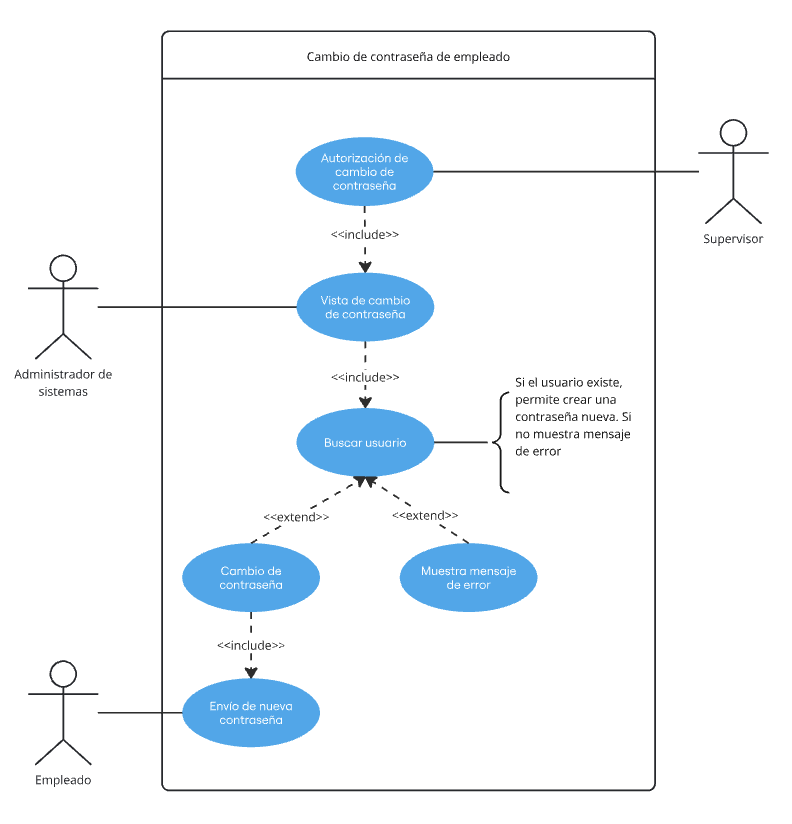 Cambio de contraseña de empleado
Autorización de
cambio de
contraseña
<<include>>
Supervisor
Vista de cambio
de contraseña
Administrador de
sistemas
<<include>>
Si el usuario existe,
permite crear una
contraseña nueva. Si
no muestra mensaje
de error
Buscar usuario
<<extend>>
<<extend>>
Cambio de
contraseña
Muestra mensaje
de error
<<include>>
Envío de nueva
contraseña
Empleado